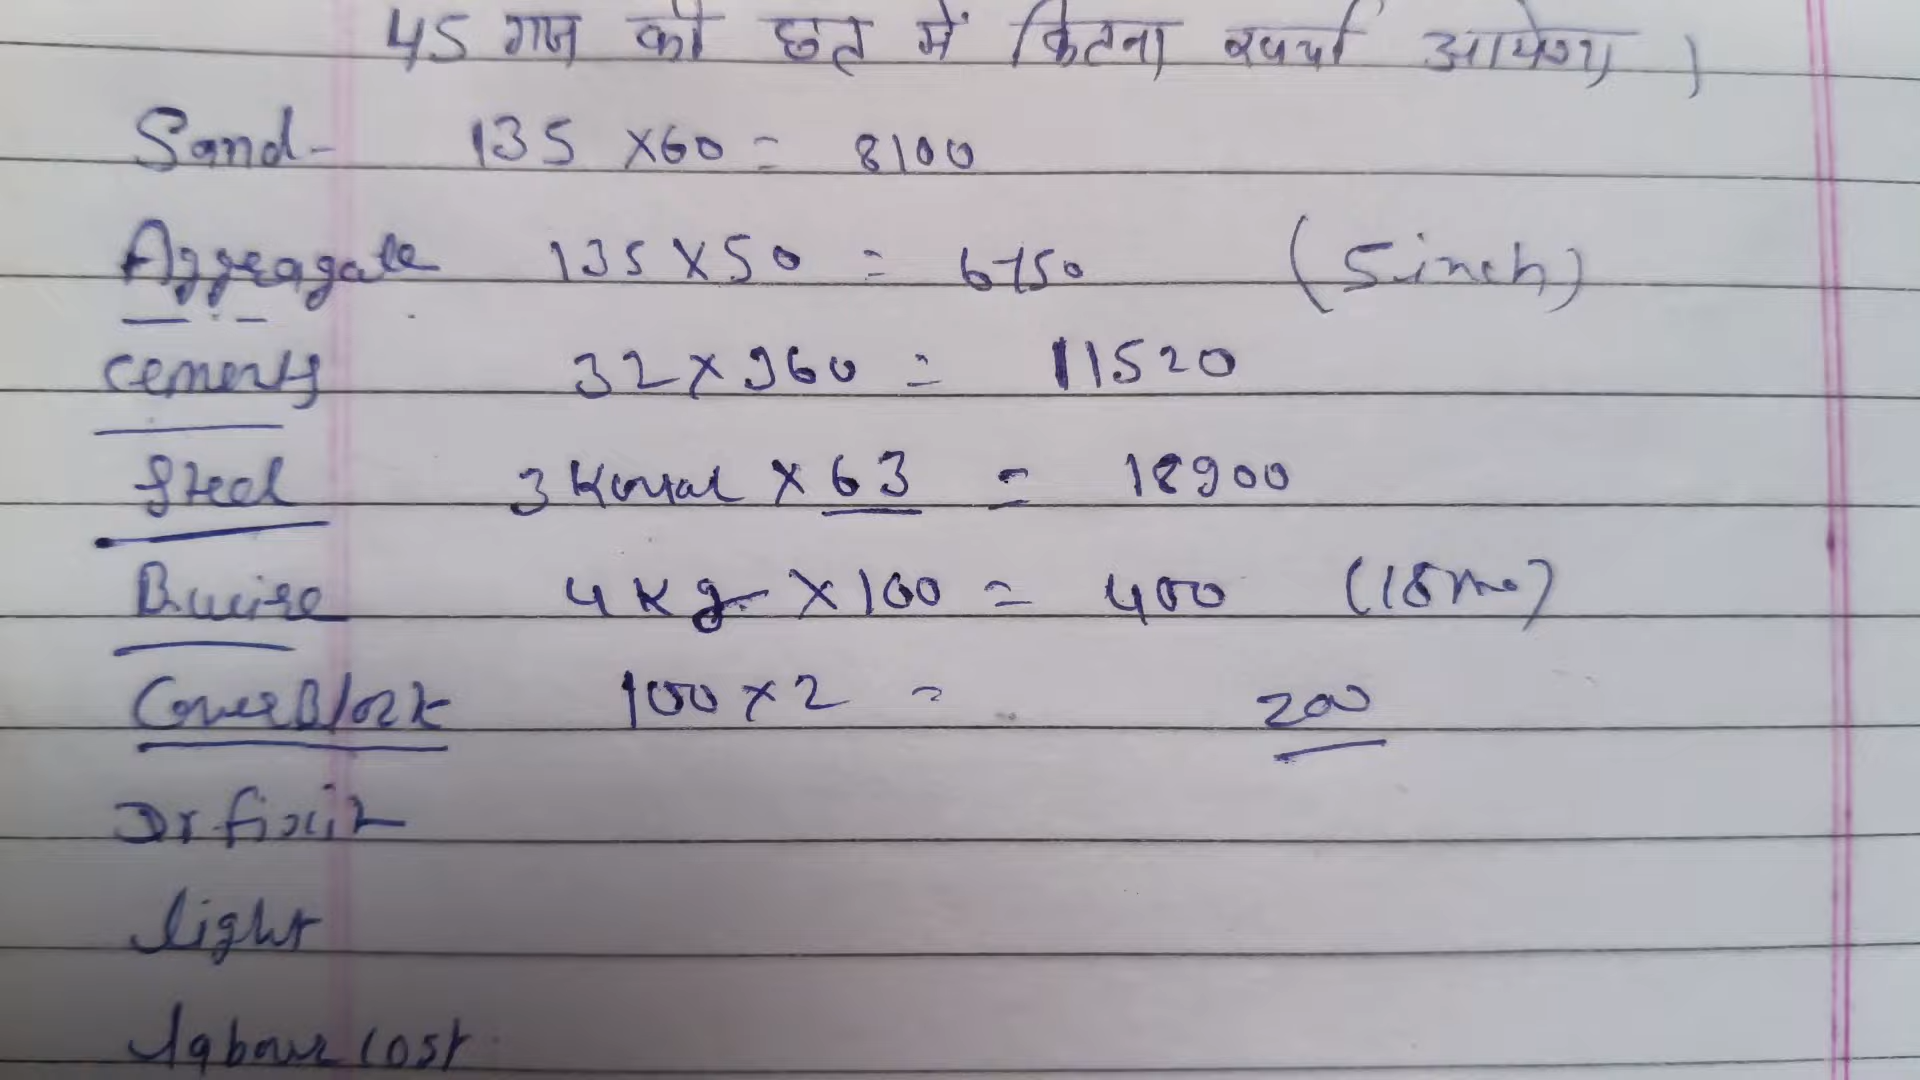 45 गज की छत में कितना खर्चा आयेगा ।
Sand- 135 x60 = 8100
Aggregate 135 x 50 = 6750 (5 inch)
Cement 32 x 360 = 11520
Steel 3 Kuntal x 63 = 18900
B.wire 4 Kg x 100 = 400 (18 no)
Cover Block 100 x 2 = 200
Dr fixit
light
labour cost